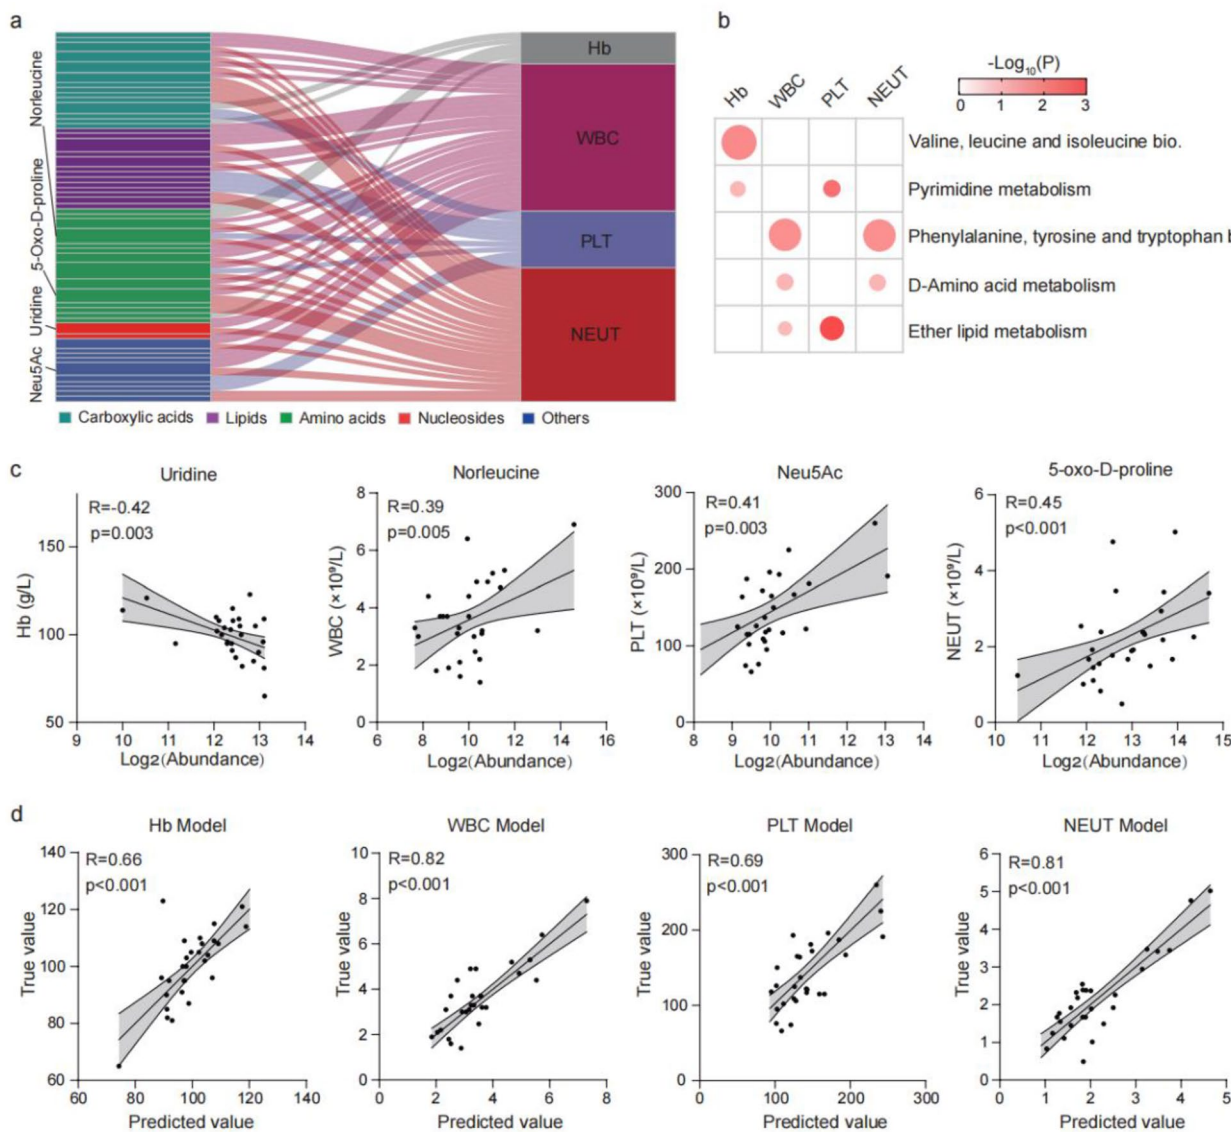 a
Norleucine
5-Oxo-D-proline
Uridine
Neu5Ac
Hb
WBC
PLT
NEUT
Carboxylic acids
Lipids
Amino acids
Nucleosides
Others
b
-Log10(P)
0 1 2 3
Hb WBC PLT NEUT
Valine, leucine and isoleucine bio.
Pyrimidine metabolism
Phenylalanine, tyrosine and tryptophan
D-Amino acid metabolism
Ether lipid metabolism
c
Uridine
R=-0.42
p=0.003
Hb (g/L)
150
100
50
9 10 11 12 13 14
Log2(Abundance)
Norleucine
R=0.39
p=0.005
WBC (×10⁹/L)
8
6
4
2
0
6 8 10 12 14 16
Log2(Abundance)
Neu5Ac
R=0.41
p=0.003
PLT (×10⁹/L)
300
200
100
0
8 9 10 11 12 13 14
Log2(Abundance)
5-oxo-D-proline
R=0.45
p<0.001
NEUT (×10⁹/L)
6
4
2
0
10 11 12 13 14 15
Log2(Abundance)
d
Hb Model
R=0.66
p<0.001
True value
140
120
100
80
60
60 80 100 120 140
Predicted value
WBC Model
R=0.82
p<0.001
True value
10
8
6
4
2
0
0 2 4 6 8
Predicted value
PLT Model
R=0.69
p<0.001
True value
300
200
100
0
0 100 200 300
Predicted value
NEUT Model
R=0.81
p<0.001
True value
6
5
4
3
2
1
0
0 1 2 3 4 5
Predicted value